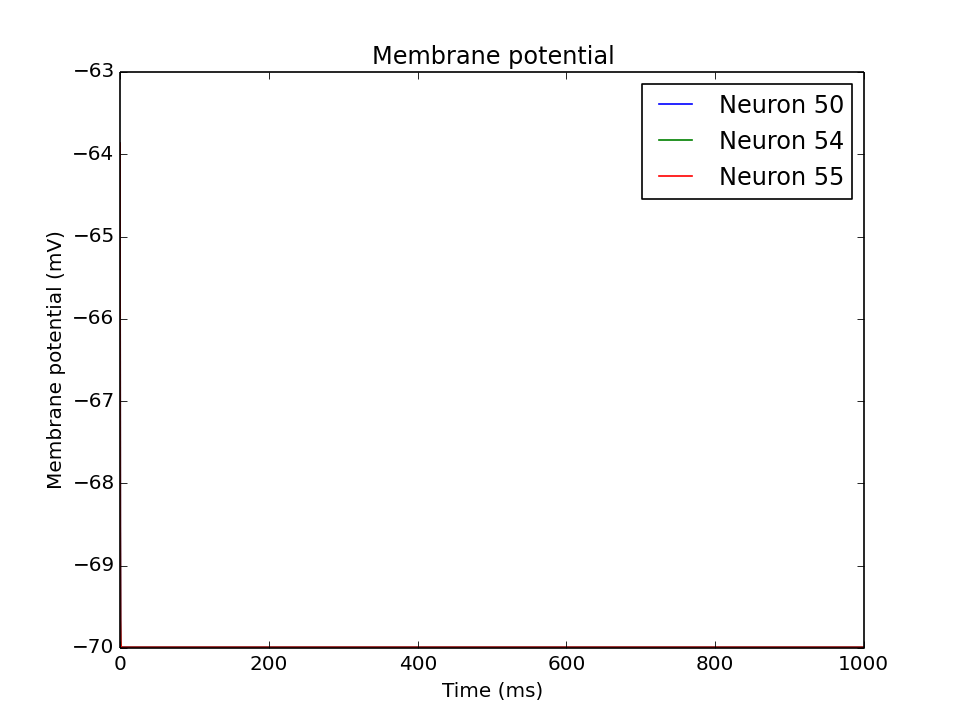 Membrane potential
−63
−64
−65
−66
−67
−68
−69
−70
Membrane potential (mV)
Neuron 50
Neuron 54
Neuron 55
0 200 400 600 800 1000
Time (ms)